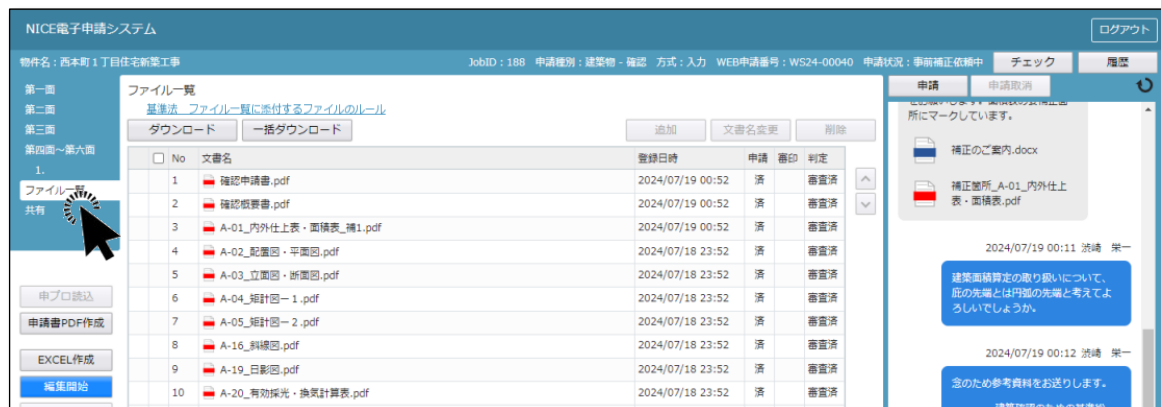 NICE電子申請システム
ログアウト
物件名：西本町１丁目住宅新築工事
JobID：188 申請種別：建築物 - 確認 方式：入力 WEB申請番号：WS24-00040 申請状況：事前補正依頼中
チェック
履歴
第一面
第二面
第三面
第四面～第六面
1.
ファイル一覧
共有
申プロ読込
申請書PDF作成
EXCEL作成
編集開始
ファイル一覧
基準法 ファイル一覧に添付するファイルのルール
ダウンロード 一括ダウンロード 追加 文書名変更 削除
No 文書名 登録日時 申請 審印 判定
1 確認申請書.pdf 2024/07/19 00:52 済 審査済
2 確認概要書.pdf 2024/07/19 00:52 済 審査済
3 A-01_内外仕上表・面積表_補1.pdf 2024/07/19 00:52 済 審査済
4 A-02_配置図・平面図.pdf 2024/07/18 23:52 済 審査済
5 A-03_立面図・断面図.pdf 2024/07/18 23:52 済 審査済
6 A-04_矩計図－１.pdf 2024/07/18 23:52 済 審査済
7 A-05_矩計図－２.pdf 2024/07/18 23:52 済 審査済
8 A-16_斜線図.pdf 2024/07/18 23:52 済 審査済
9 A-19_日影図.pdf 2024/07/18 23:52 済 審査済
10 A-20_有効採光・換気計算表.pdf 2024/07/18 23:52 済 審査済
申請 申請取消
所にマークしています。
補正のご案内.docx
補正箇所_A-01_内外仕上
表・面積表.pdf
2024/07/19 00:11 渋崎 栄一
建築面積算定の取り扱いについて、
庇の先端とは円弧の先端と考えてよ
ろしいでしょうか。
2024/07/19 00:12 渋崎 栄一
念のため参考資料をお送りします。